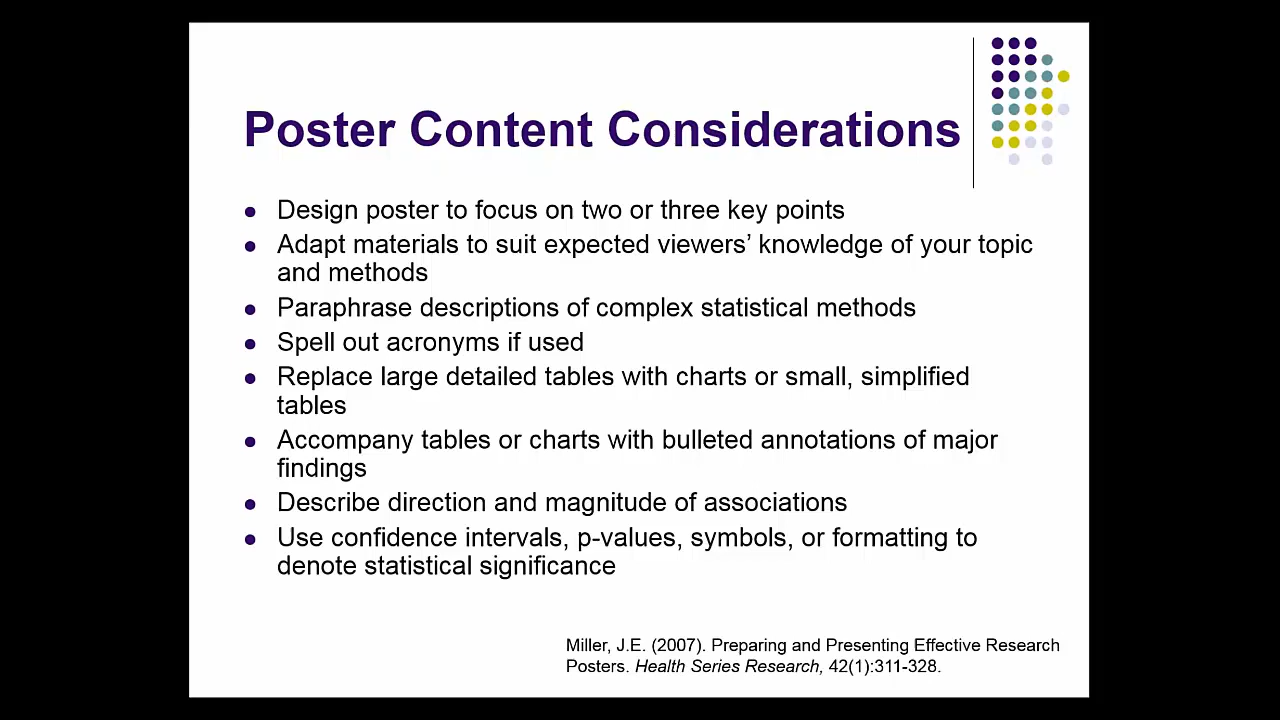 Poster Content Considerations
● Design poster to focus on two or three key points
● Adapt materials to suit expected viewers’ knowledge of your topic
and methods
● Paraphrase descriptions of complex statistical methods
● Spell out acronyms if used
● Replace large detailed tables with charts or small, simplified
tables
● Accompany tables or charts with bulleted annotations of major
findings
● Describe direction and magnitude of associations
● Use confidence intervals, p-values, symbols, or formatting to
denote statistical significance
Miller, J.E. (2007). Preparing and Presenting Effective Research
Posters. Health Series Research, 42(1):311-328.